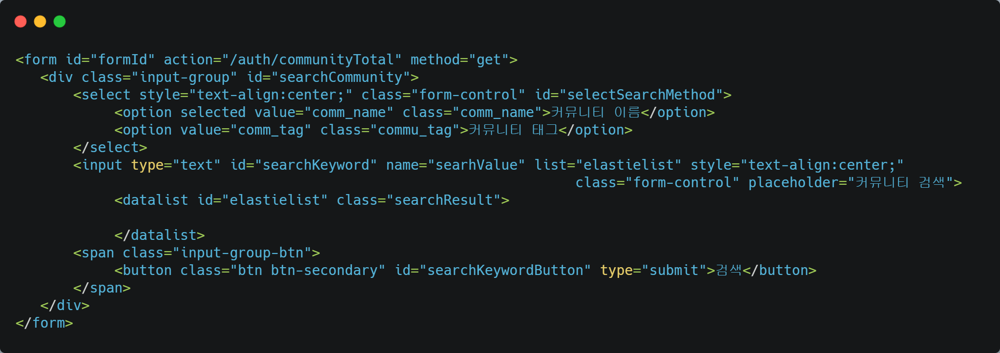 <form id="formId" action="/auth/communityTotal" method="get">
<div class="input-group" id="searchCommunity">
<select style="text-align:center;" class="form-control" id="selectSearchMethod">
<option selected value="comm_name" class="comm_name">커뮤니티 이름</option>
<option value="comm_tag" class="commu_tag">커뮤니티 태그</option>
</select>
<input type="text" id="searchKeyword" name="searhValue" list="elastielist" style="text-align:center;"
class="form-control" placeholder="커뮤니티 검색">
<datalist id="elastielist" class="searchResult">
</datalist>
<span class="input-group-btn">
<button class="btn btn-secondary" id="searchKeywordButton" type="submit">검색</button>
</span>
</div>
</form>